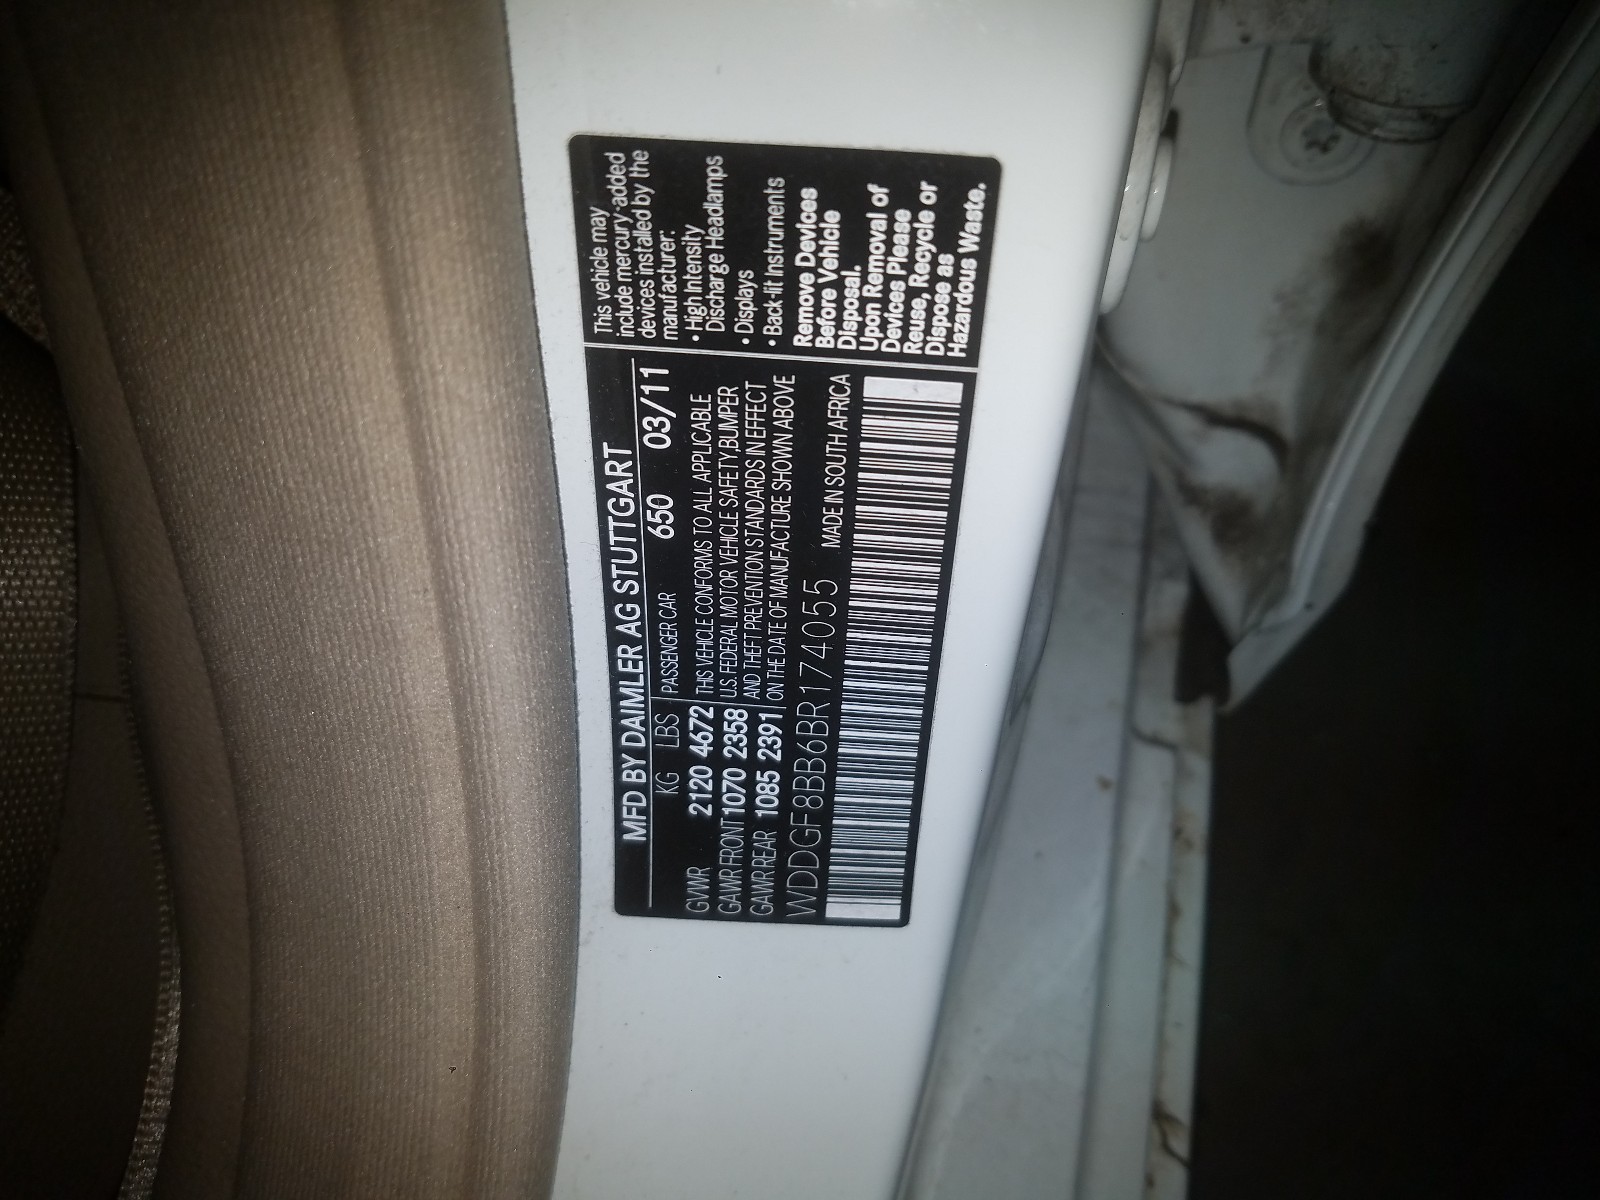 MFD BY DAIMLER AG STUTTGART
KG LBS PASSENGER CAR 650 03/11
GVWR 2120 4672 THIS VEHICLE CONFORMS TO ALL APPLICABLE
GAWR FRONT 1070 2358 U.S. FEDERAL MOTOR VEHICLE SAFETY, BUMPER
GAWR REAR 1085 2391 AND THEFT PREVENTION STANDARDS IN EFFECT
ON THE DATE OF MANUFACTURE SHOWN ABOVE
WDDGF8BB6BR174055 MADE IN SOUTH AFRICA
This vehicle may
include mercury-added
devices installed by the
manufacturer:
• High Intensity
Discharge Headlamps
• Displays
• Back-lit Instruments
Remove Devices
Before Vehicle
Disposal.
Upon Removal of
Devices Please
Reuse, Recycle or
Dispose as
Hazardous Waste.